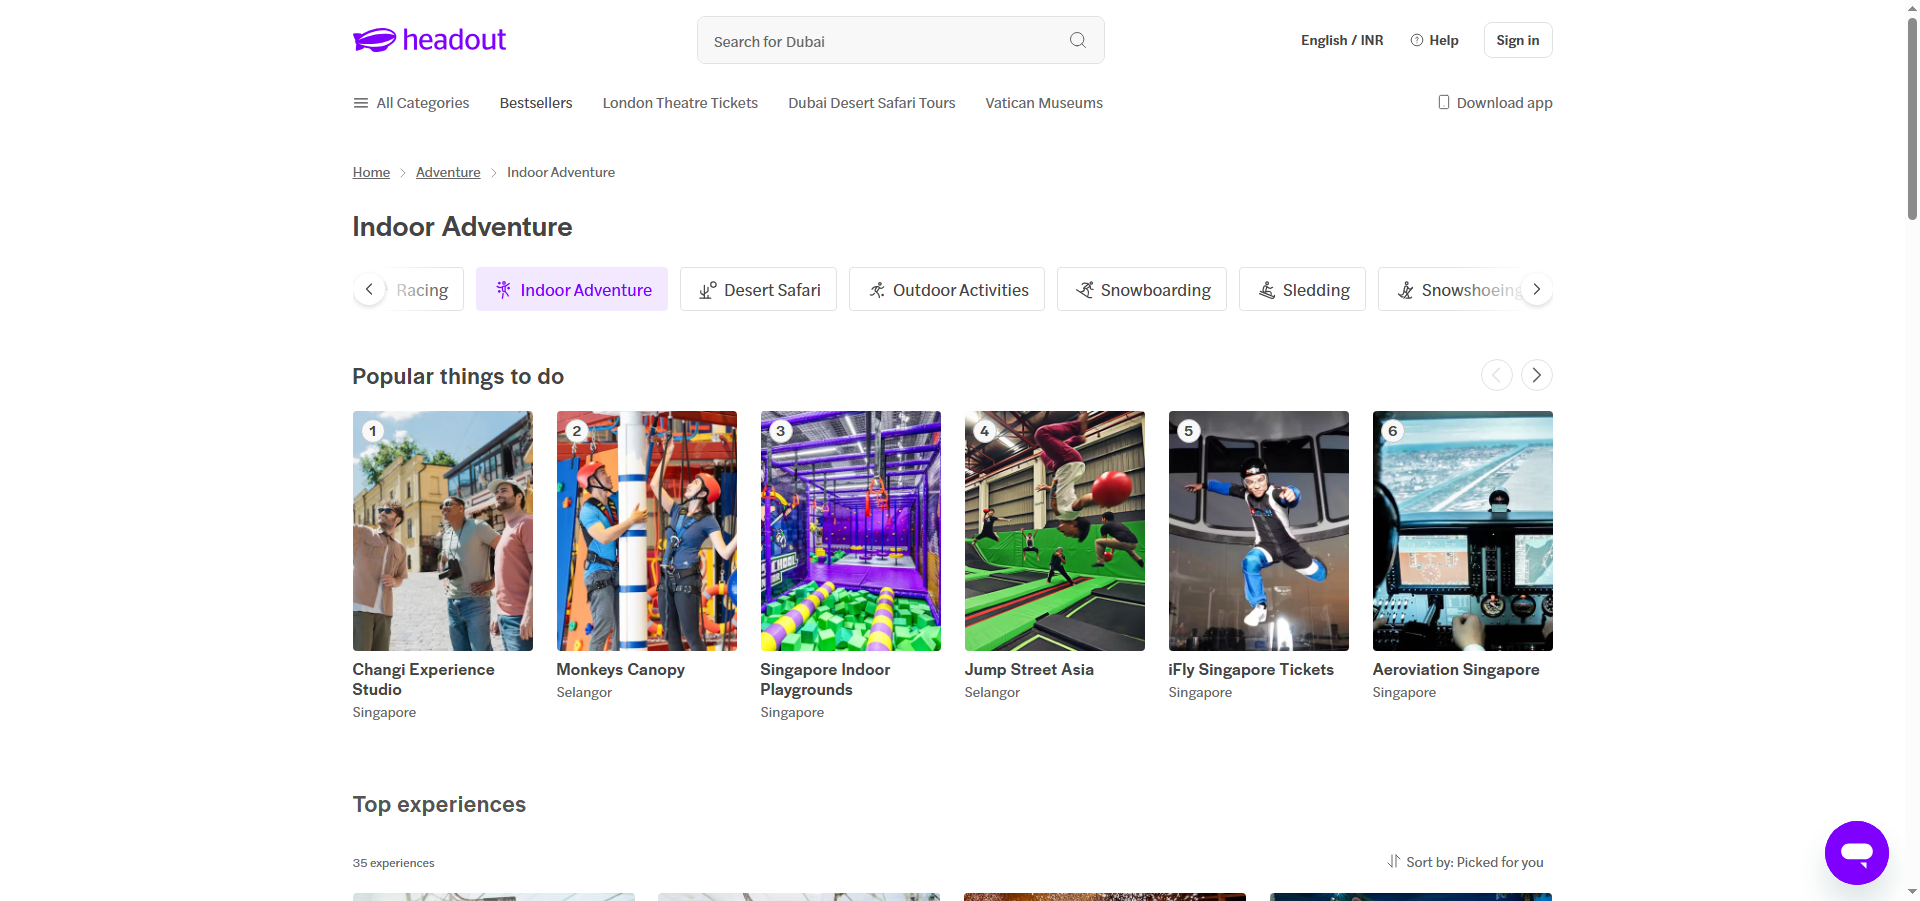 headout
Search for Dubai
English / INR
Help
Sign in
All Categories
Bestsellers
London Theatre Tickets
Dubai Desert Safari Tours
Vatican Museums
Download app
Home
Adventure
Indoor Adventure
Indoor Adventure
Racing
Indoor Adventure
Desert Safari
Outdoor Activities
Snowboarding
Sledding
Snowshoeing
Popular things to do
1
2
3
4
5
6
Changi Experience
Studio
Singapore
Monkeys Canopy
Selangor
Singapore Indoor
Playgrounds
Singapore
Jump Street Asia
Selangor
iFly Singapore Tickets
Singapore
Aeroviation Singapore
Singapore
Top experiences
35 experiences
Sort by: Picked for you